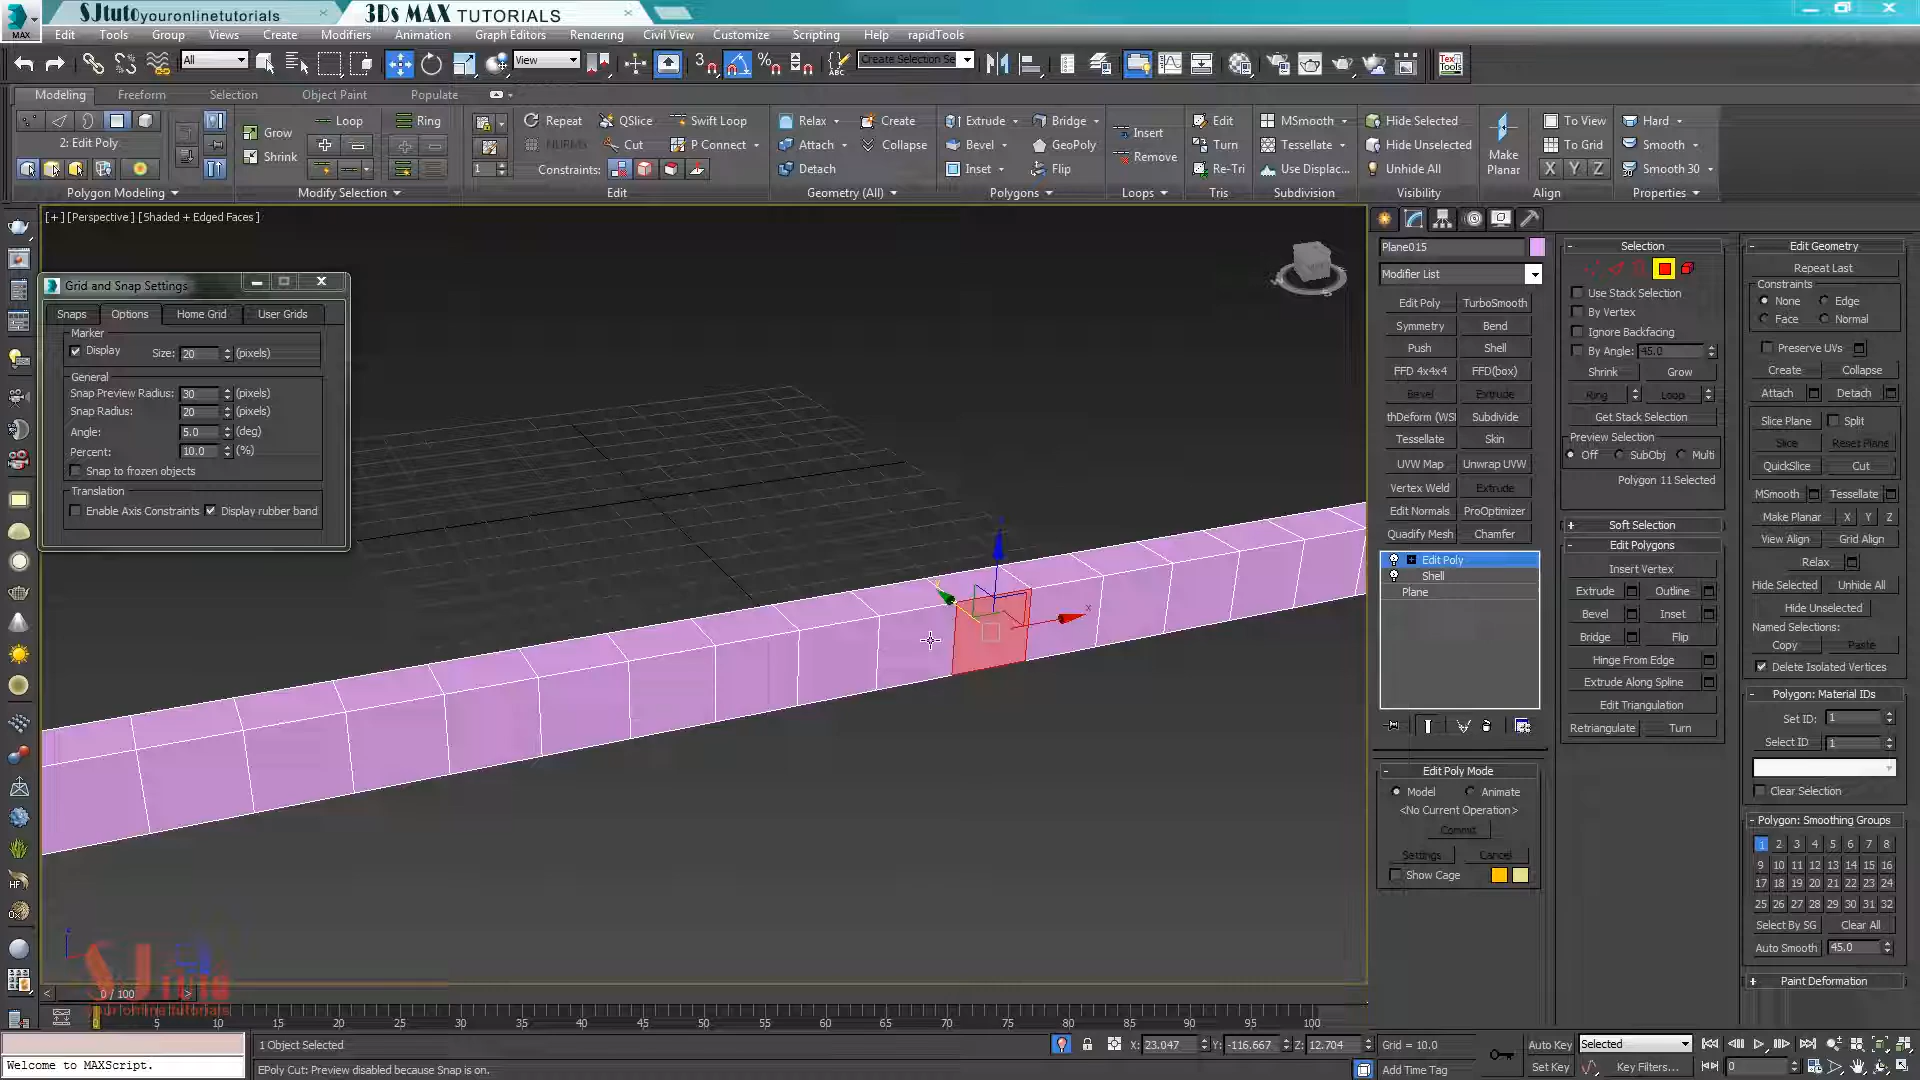 SJtuto youronlinetutorials
3Ds MAX TUTORIALS
MAX
Edit Tools Group Views Create Modifiers Animation Graph Editors Rendering Civil View Customize Scripting Help rapidTools
All View Create Selection Se
Modeling Freeform Selection Object Paint Populate
Loop Ring Repeat QSlice Swift Loop Relax Create Extrude Bridge Edit MSmooth Hide Selected To View Hard
Grow Insert
2: Edit Poly NURMS Cut P Connect Attach Collapse Bevel GeoPoly Turn Tessellate Hide Unselected Make Planar To Grid Smooth
Shrink Remove
1 Constraints: Detach Inset Flip Re-Tri Use Displac... Unhide All X Y Z Smooth 30
Polygon Modeling Modify Selection Edit Geometry (All) Polygons Loops Tris Subdivision Visibility Align Properties
[+] [Perspective ] [Shaded + Edged Faces ]
Grid and Snap Settings
Snaps Options Home Grid User Grids
Marker
Display Size: 20 (pixels)
General
Snap Preview Radius: 30 (pixels)
Snap Radius: 20 (pixels)
Angle: 5.0 (deg)
Percent: 10.0 (%)
Snap to frozen objects
Translation
Enable Axis Constraints Display rubber band
x
Plane015
Modifier List
Edit Poly TurboSmooth
Symmetry Bend
Push Shell
FFD 4x4x4 FFD(box)
Bevel Extrude
thDeform (WS Subdivide
Tessellate Skin
UVW Map Unwrap UVW
Vertex Weld Extrude
Edit Normals ProOptimizer
Quadify Mesh Chamfer
Edit Poly
Shell
Plane
- Edit Poly Mode
Model Animate
<No Current Operation>
Commit
Settings Cancel
Show Cage
- Selection
Use Stack Selection
By Vertex
Ignore Backfacing
By Angle: 45.0
Shrink Grow
Ring Loop
Get Stack Selection
Preview Selection
Off SubObj Multi
Polygon 11 Selected
+ Soft Selection
- Edit Polygons
Insert Vertex
Extrude Outline
Bevel Inset
Bridge Flip
Hinge From Edge
Extrude Along Spline
Edit Triangulation
Retriangulate Turn
- Edit Geometry
Repeat Last
Constraints
None Edge
Face Normal
Preserve UVs
Create Collapse
Attach Detach
Slice Plane Split
Slice Reset Plane
QuickSlice Cut
MSmooth Tessellate
Make Planar X Y Z
View Align Grid Align
Relax
Hide Selected Unhide All
Hide Unselected
Named Selections:
Copy Paste
Delete Isolated Vertices
- Polygon: Material IDs
Set ID: 1
Select ID 1
Clear Selection
- Polygon: Smoothing Groups
1 2 3 4 5 6 7 8
9 10 11 12 13 14 15 16
17 18 19 20 21 22 23 24
25 26 27 28 29 30 31 32
Select By SG Clear All
Auto Smooth 45.0
+ Paint Deformation
HF
SJ tuto
your online tutorials
< 0 / 100 >
5 10 15 20 25 30 35 40 45 50 55 60 65 70 75 80 85 90 95 100
1 Object Selected X: 23.047 Y: -116.667 Z: 12.704 Grid = 10.0 Auto Key Selected
Welcome to MAXScript. EPoly Cut: Preview disabled because Snap is on. Add Time Tag Set Key Key Filters... 0